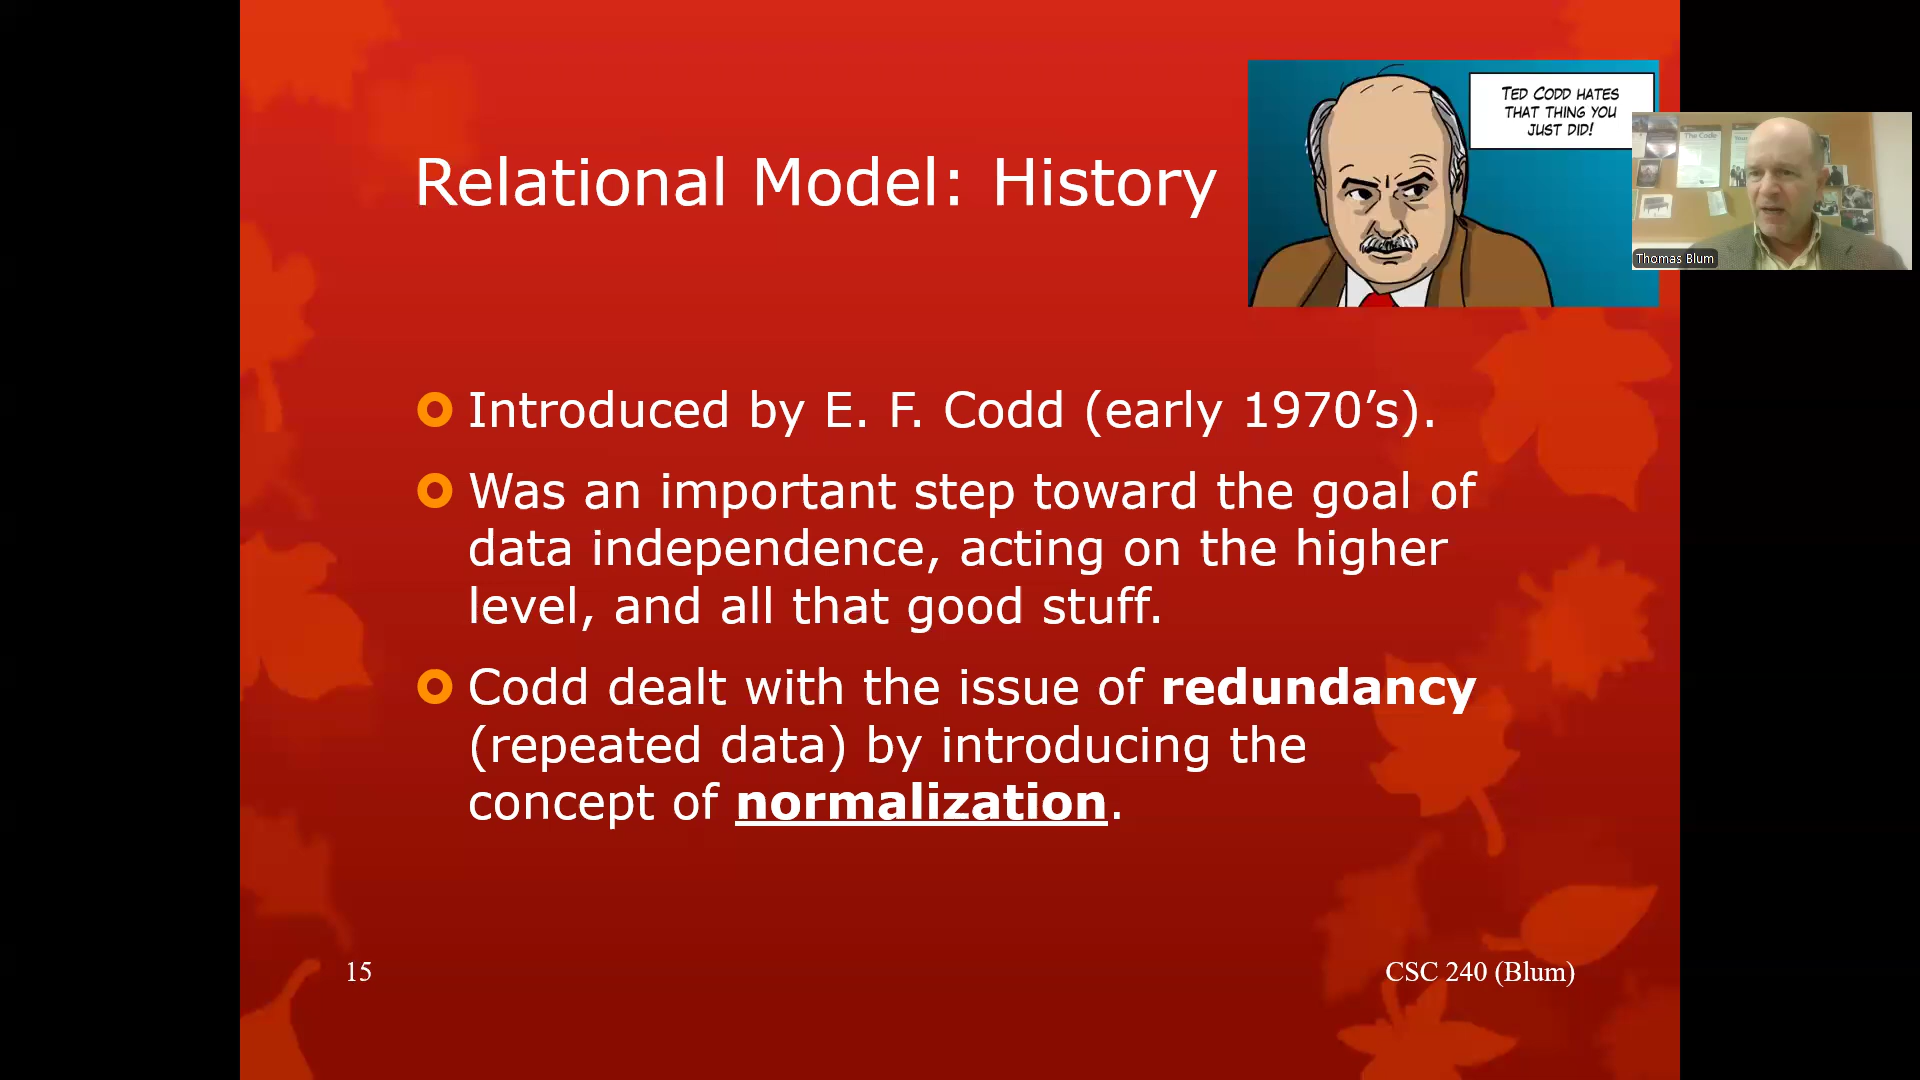 Relational Model: History
TED CODD HATES
THAT THING YOU
JUST DID!
The Code
Thomas Blum
Introduced by E. F. Codd (early 1970’s).
Was an important step toward the goal of
data independence, acting on the higher
level, and all that good stuff.
Codd dealt with the issue of redundancy
(repeated data) by introducing the
concept of normalization.
15
CSC 240 (Blum)